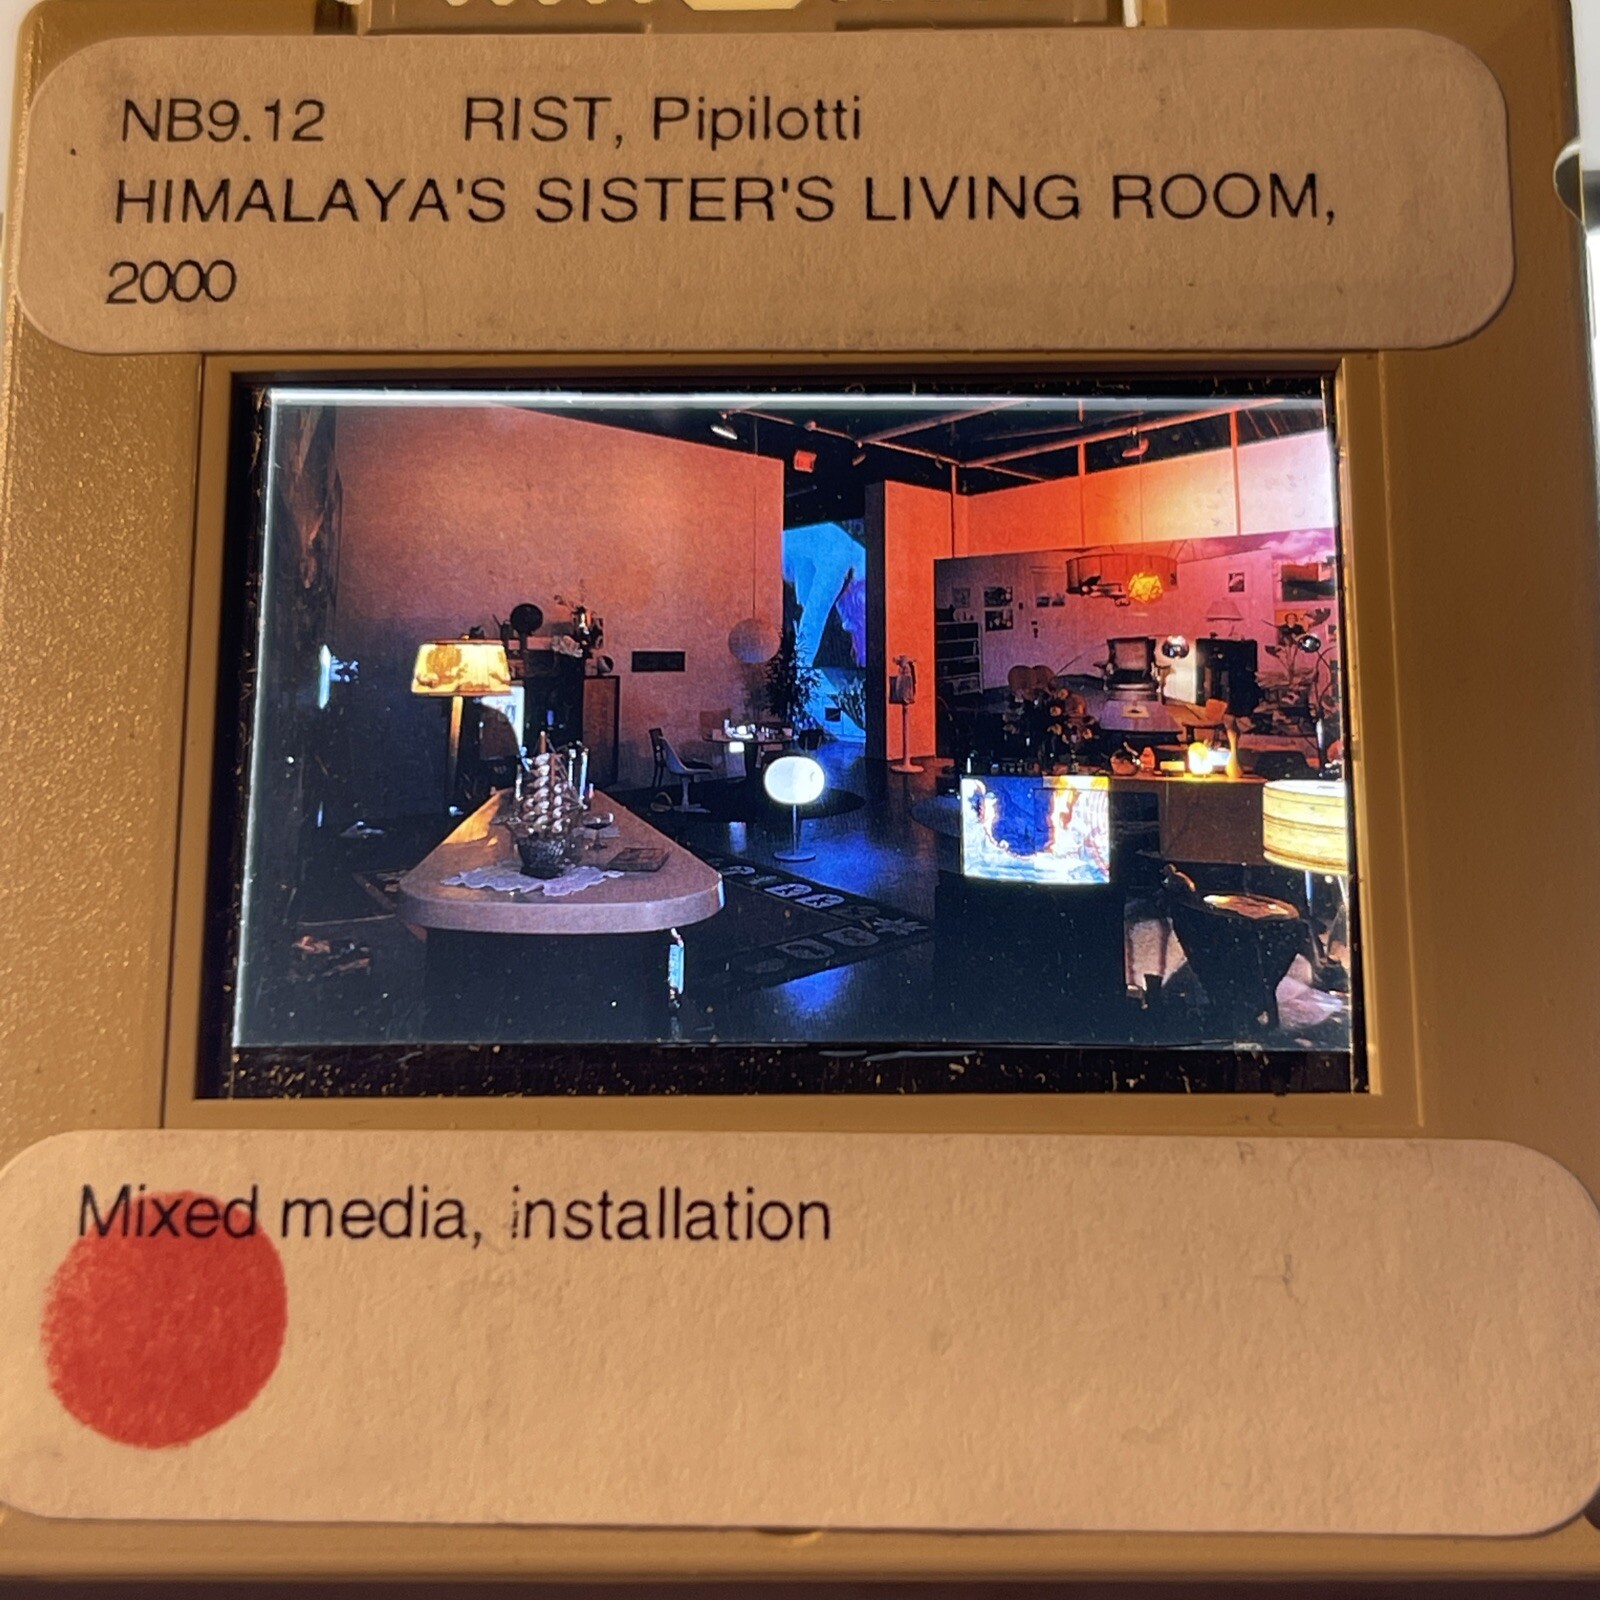 NB9.12 RIST, Pipilotti
HIMALAYA'S SISTER'S LIVING ROOM,
2000
Mixed media, installation